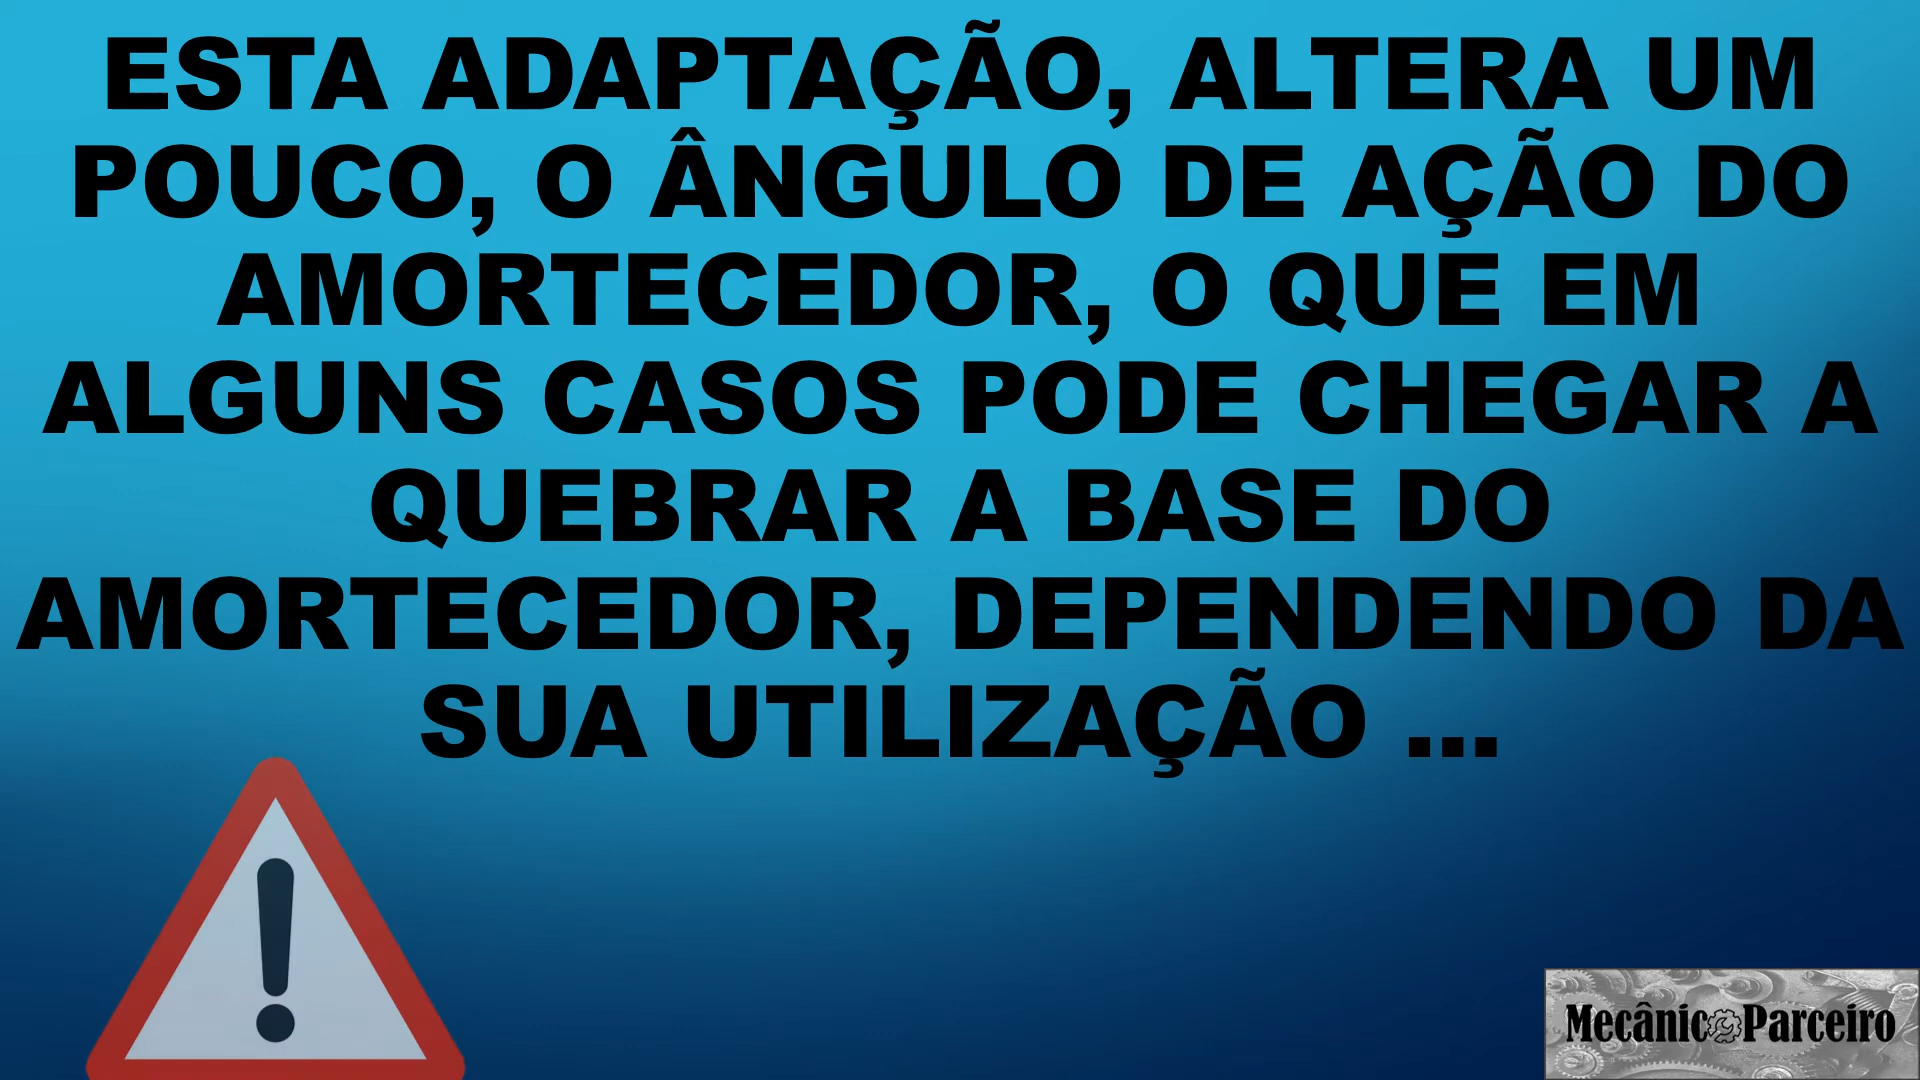 ESTA ADAPTAÇÃO, ALTERA UM
POUCO, O ÂNGULO DE AÇÃO DO
AMORTECEDOR, O QUE EM
ALGUNS CASOS PODE CHEGAR A
QUEBRAR A BASE DO
AMORTECEDOR, DEPENDENDO DA
SUA UTILIZAÇÃO ...
!
Mecânico Parceiro